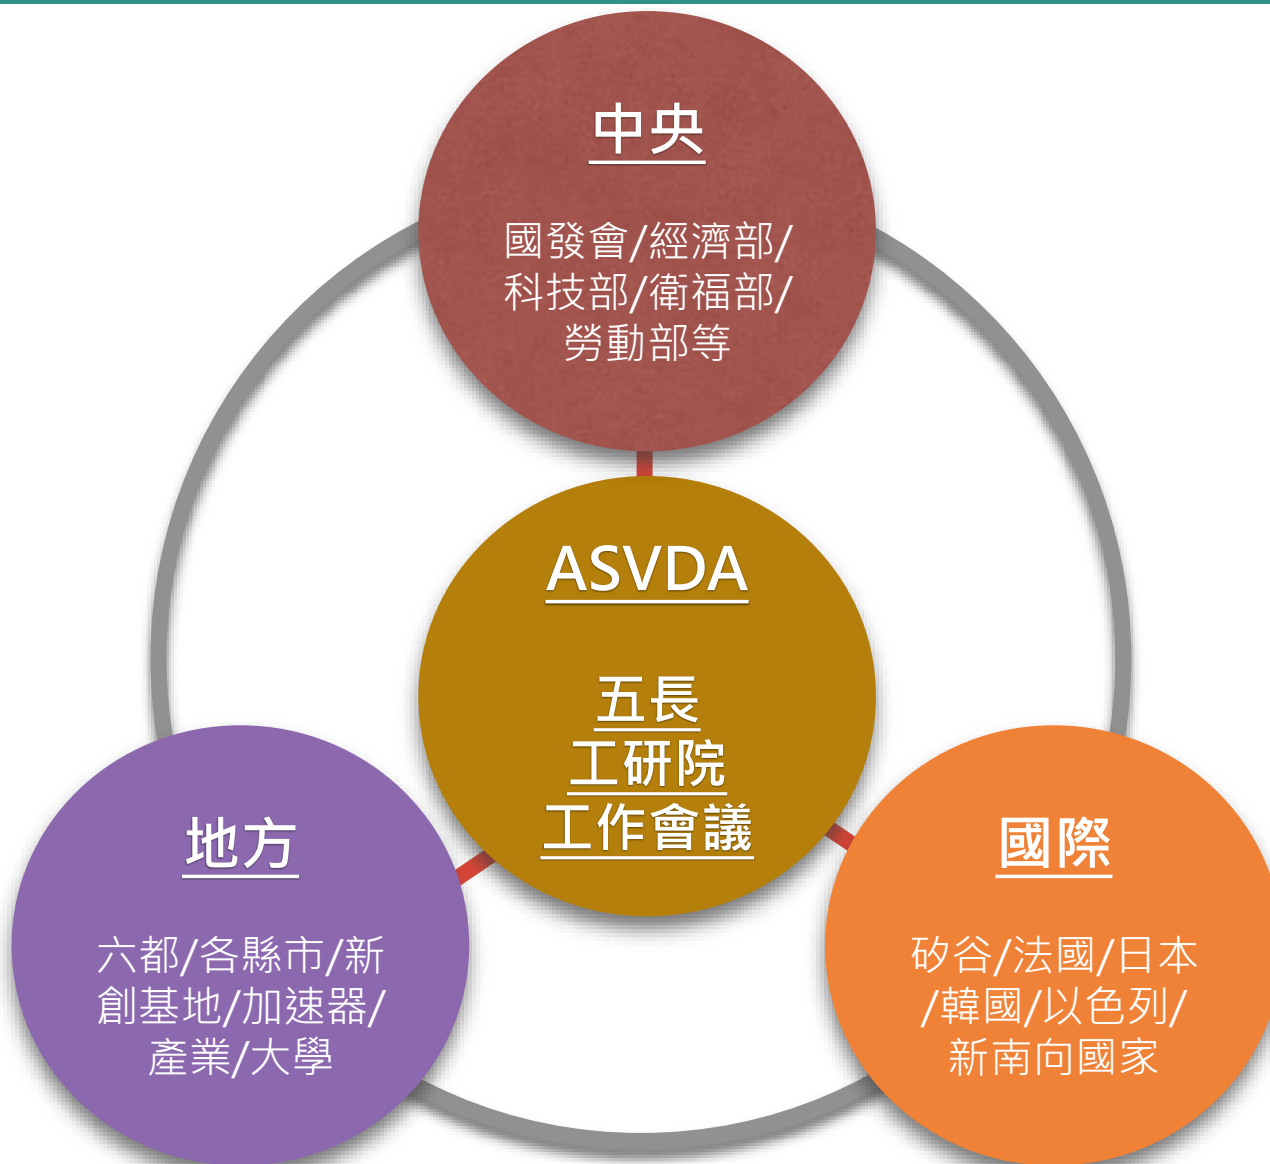 中央
國發會/經濟部/
科技部/衛福部/
勞動部等
ASVDA
五長
工研院
工作會議
地方
六都/各縣市/新
創基地/加速器/
產業/大學
國際
矽谷/法國/日本
/韓國/以色列/
新南向國家